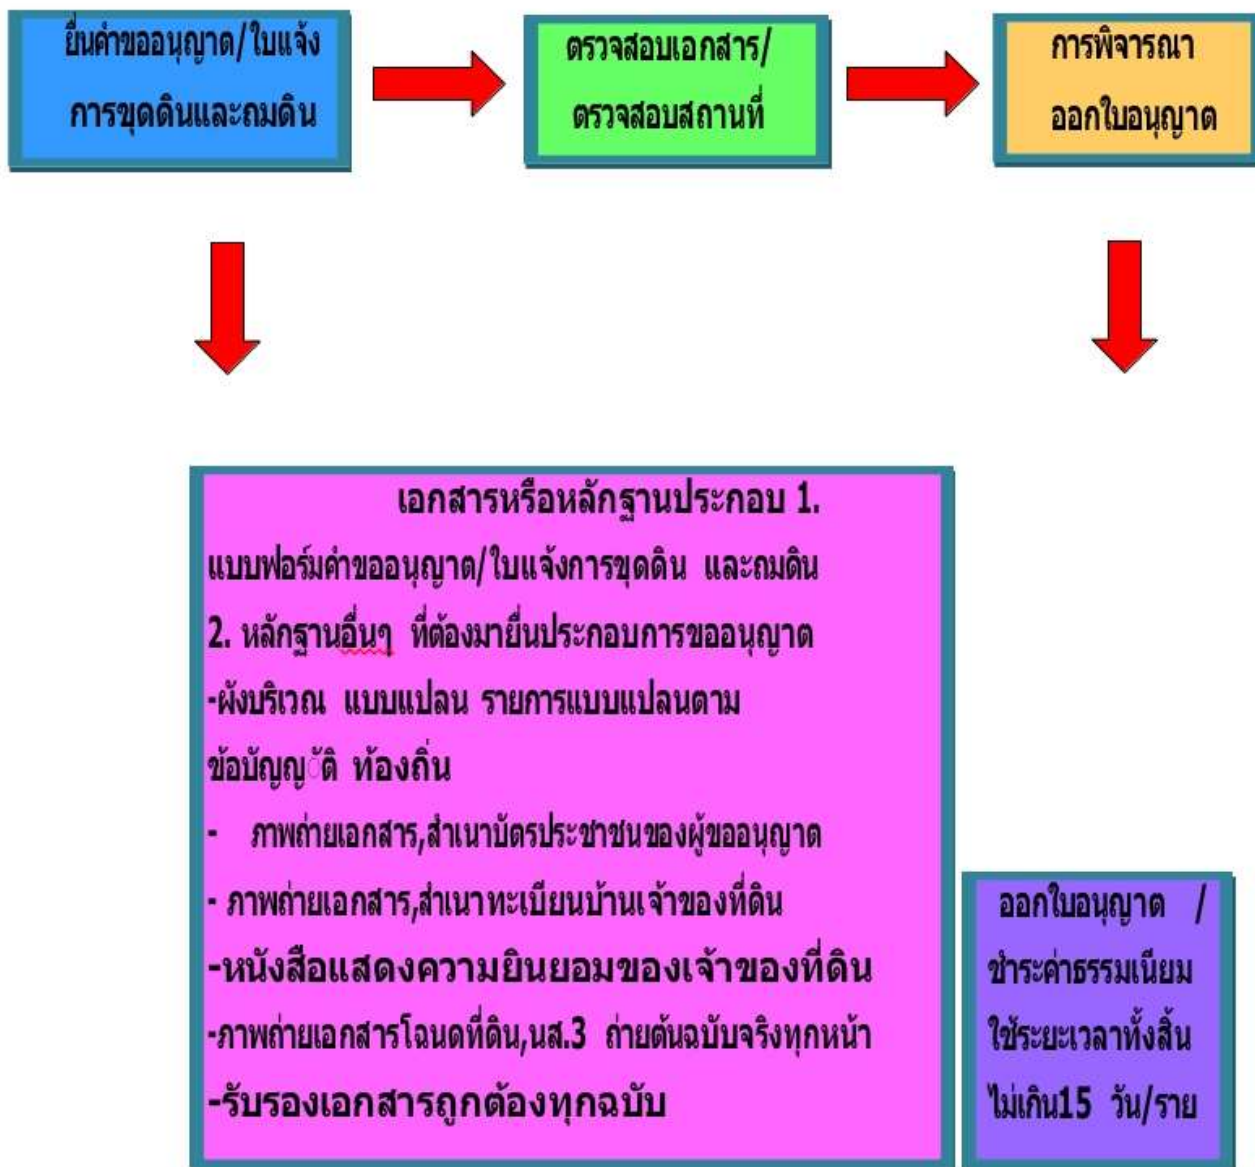 ยื่นคำขออนุญาต/ใบแจ้ง
การขุดดินและถมดิน
ตรวจสอบเอกสาร/
ตรวจสอบสถานที่
การพิจารณา
ออกใบอนุญาต
เอกสารหรือหลักฐานประกอบ 1.
แบบฟอร์มคำขออนุญาต/ใบแจ้งการขุดดิน และถมดิน
2. หลักฐานอื่นๆ ที่ต้องมายื่นประกอบการขออนุญาต
-ผังบริเวณ แบบแปลน รายการแบบแปลนตาม
ข้อบัญญ ัติ ท้องถิ่น
- ภาพถ่ายเอกสาร,สำเนาบัตรประชาชนของผู้ขออนุญาต
- ภาพถ่ายเอกสาร,สำเนาทะเบียนบ้านเจ้าของที่ดิน
-หนังสือแสดงความยินยอมของเจ้าของที่ดิน
-ภาพถ่ายเอกสารโฉนดที่ดิน,นส.3 ถ่ายต้นฉบับจริงทุกหน้า
-รับรองเอกสารถูกต้องทุกฉบับ
ออกใบอนุญาต /
ชำระค่าธรรมเนียม
ใช้ระยะเวลาทั้งสิ้น
ไม่เกิน15 วัน/ราย